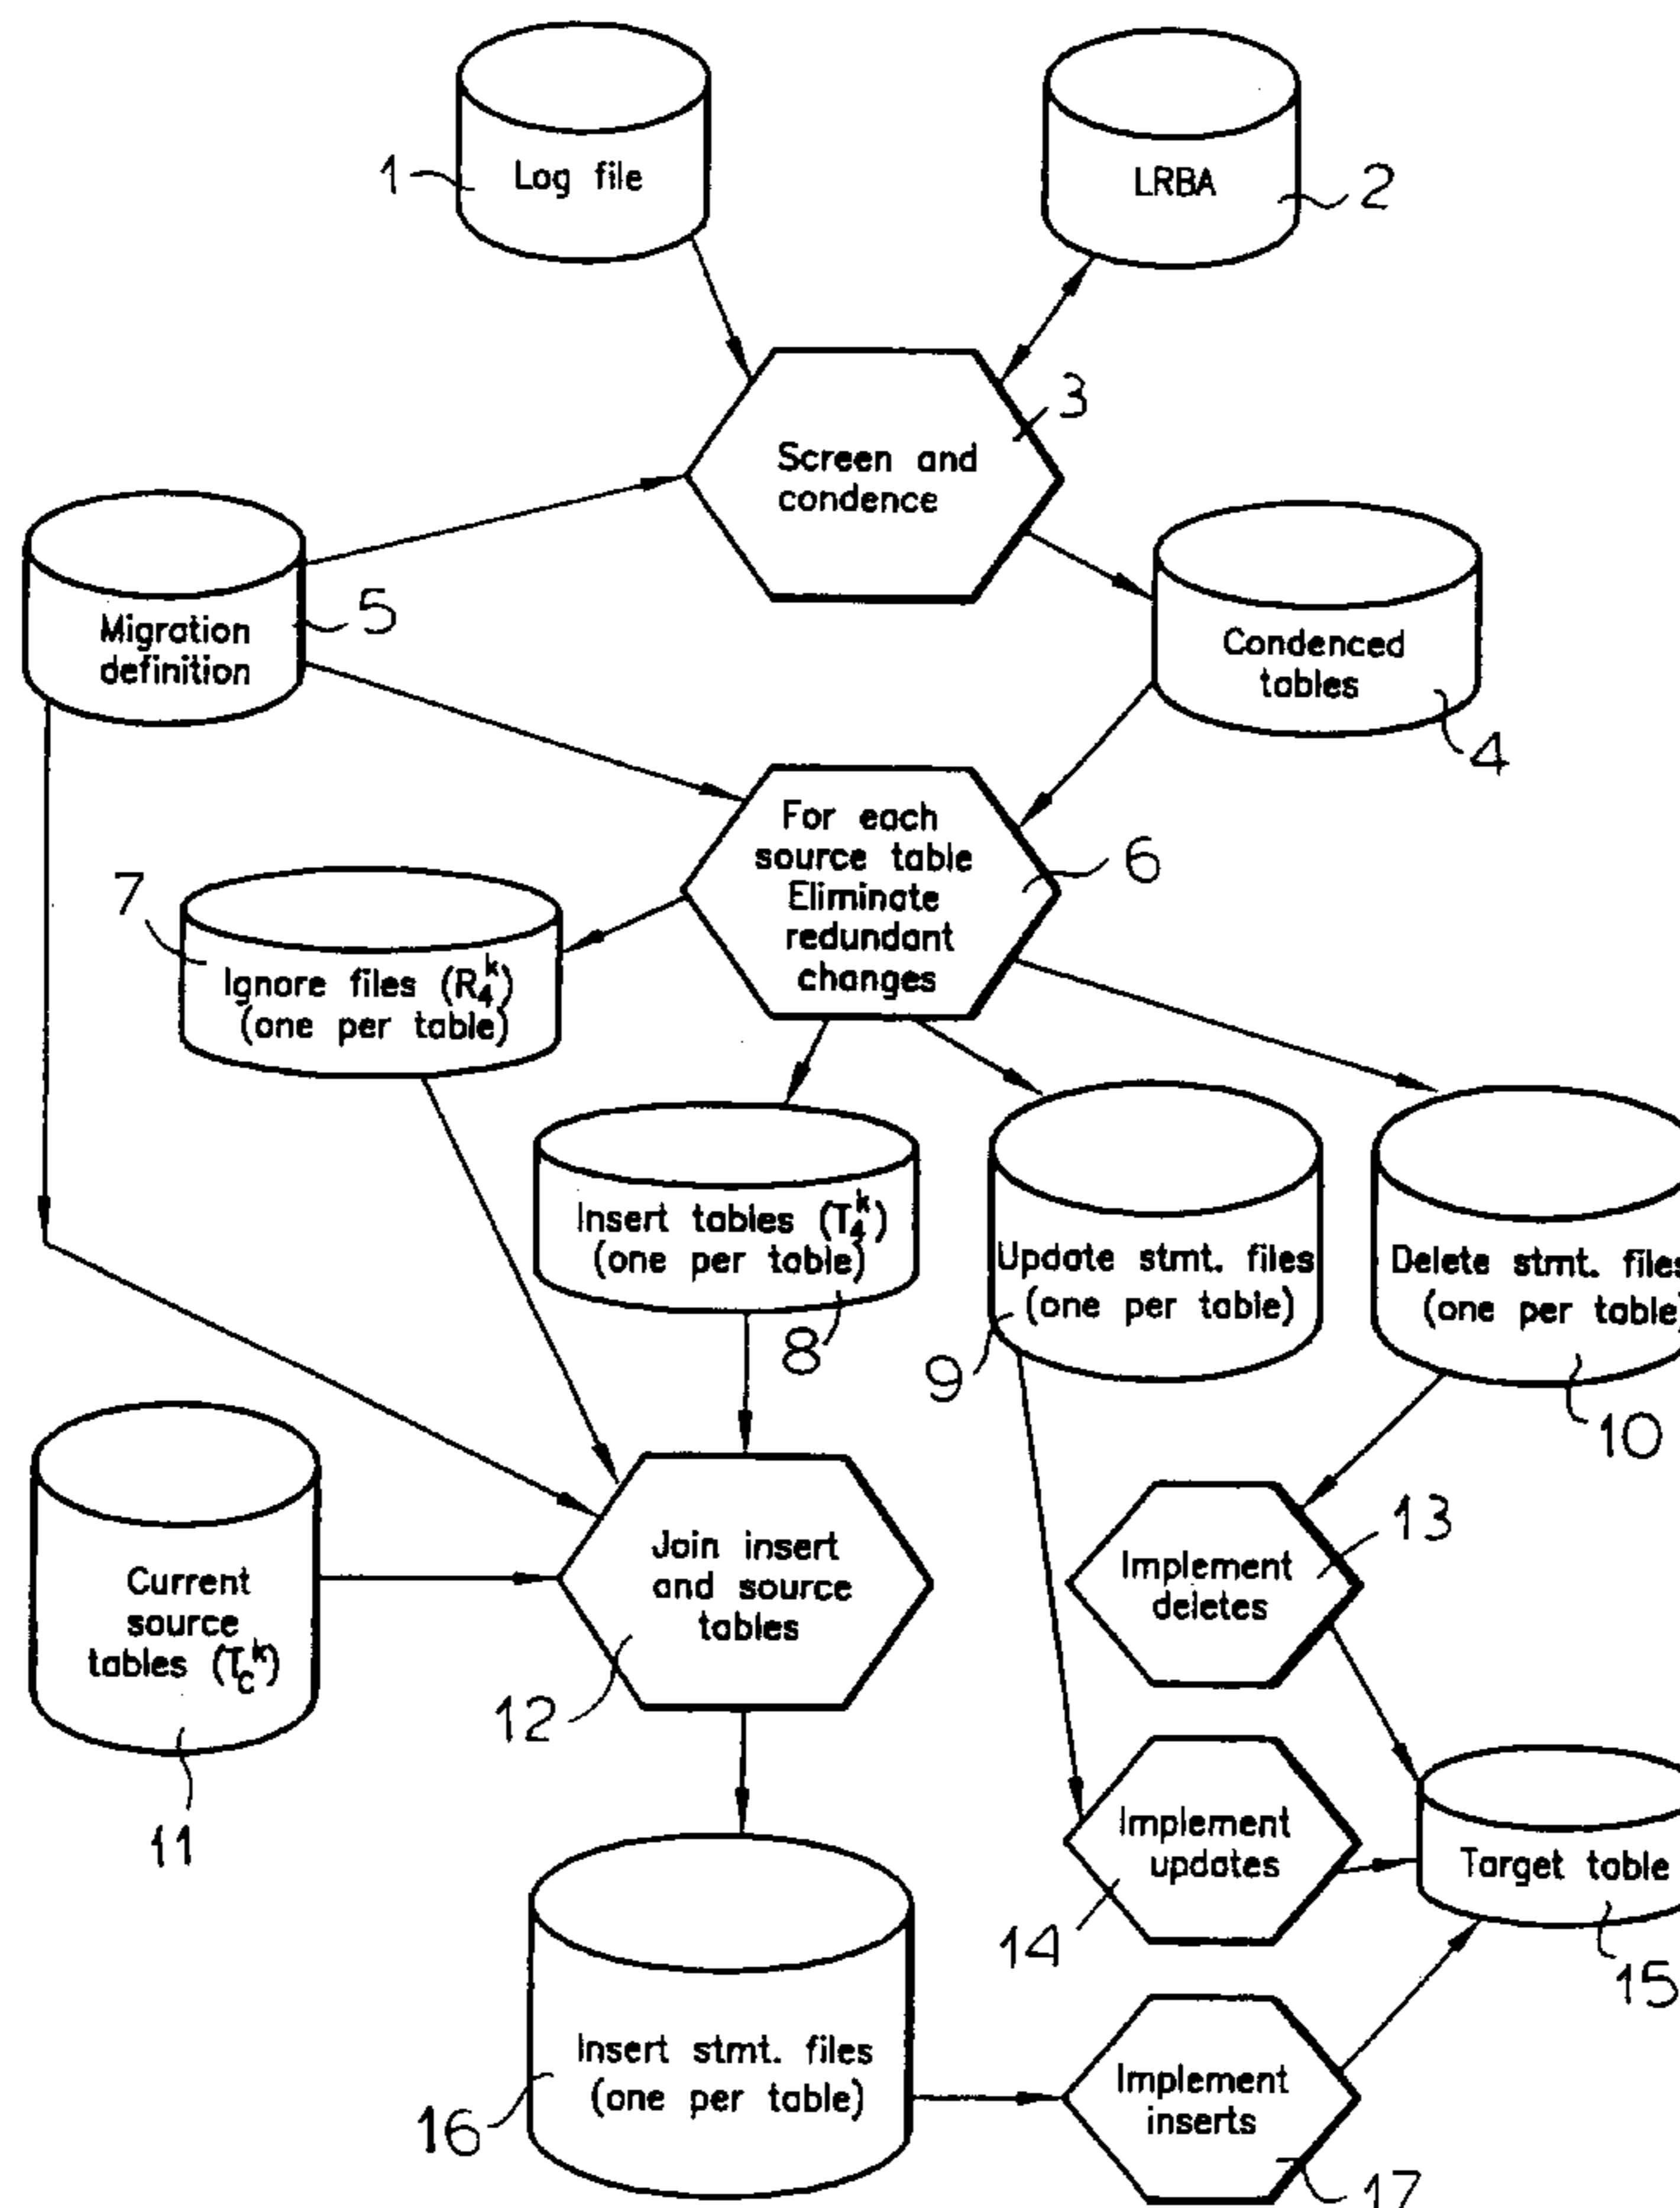 1
Log file
LRBA
2
3
Screen and
condence
5
Migration
definition
Condenced
tables
4
For each
source table
Eliminate
redundant
changes
6
7
Ignore files (R₄ᵏ)
(one per table)
Insert tables (T₄ᵏ)
(one per table)
8
Update stmt. files
(one per table)
9
Delete stmt. files
(one per table)
10
Current
source
tables (T꜀ᵏ)
11
Join insert
and source
tables
12
Implement
deletes
13
Implement
updates
14
Target table
15
Insert stmt. files
(one per table)
16
Implement
inserts
17